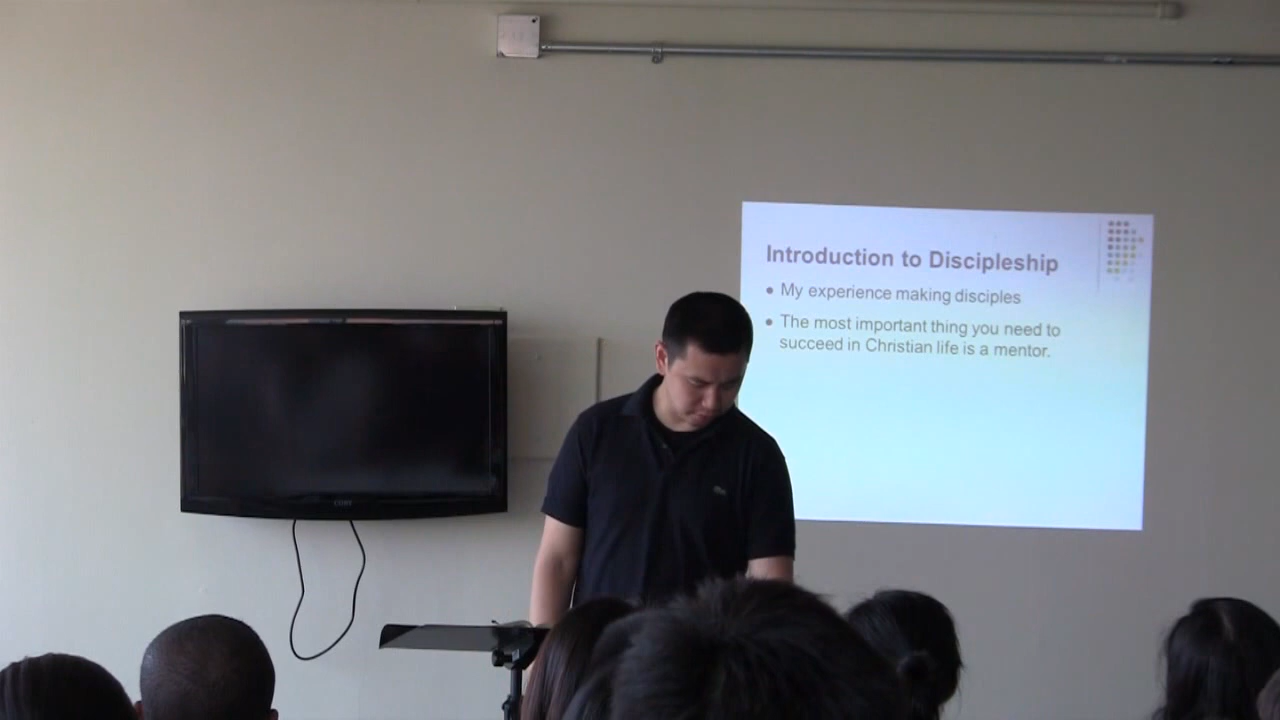 Introduction to Discipleship
● My experience making disciples
● The most important thing you need to
succeed in Christian life is a mentor.